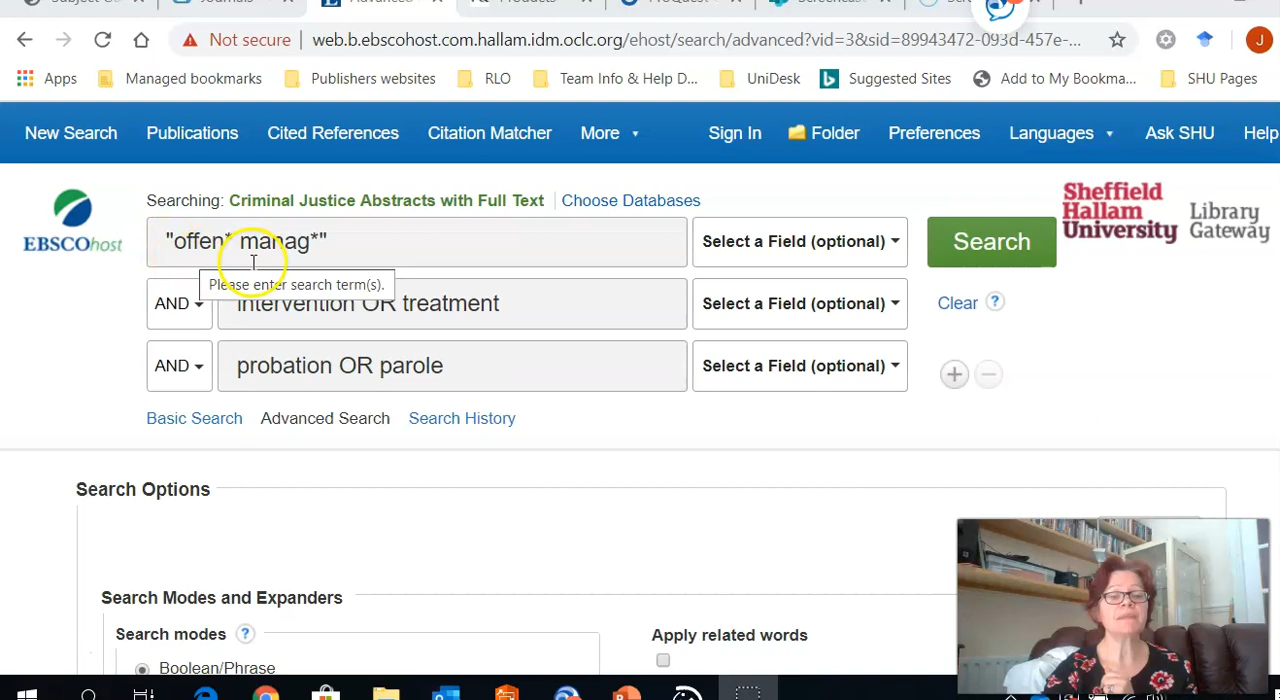 Products
Not secure | web.b.ebscohost.com.hallam.idm.oclc.org/ehost/search/advanced?vid=3&sid=89943472-093d-457e-...
J
Apps Managed bookmarks Publishers websites RLO Team Info & Help D... UniDesk Suggested Sites Add to My Bookma... SHU Pages
New Search Publications Cited References Citation Matcher More Sign In Folder Preferences Languages Ask SHU Help
Searching: Criminal Justice Abstracts with Full Text Choose Databases
EBSCOhost
"offen* manag*" Select a Field (optional) Search
Sheffield
Hallam
University
Library
Gateway
Please enter search term(s).
AND intervention OR treatment Select a Field (optional) Clear ?
AND probation OR parole Select a Field (optional) + −
Basic Search Advanced Search Search History
Search Options
Search Modes and Expanders
Search modes ? Apply related words
Boolean/Phrase